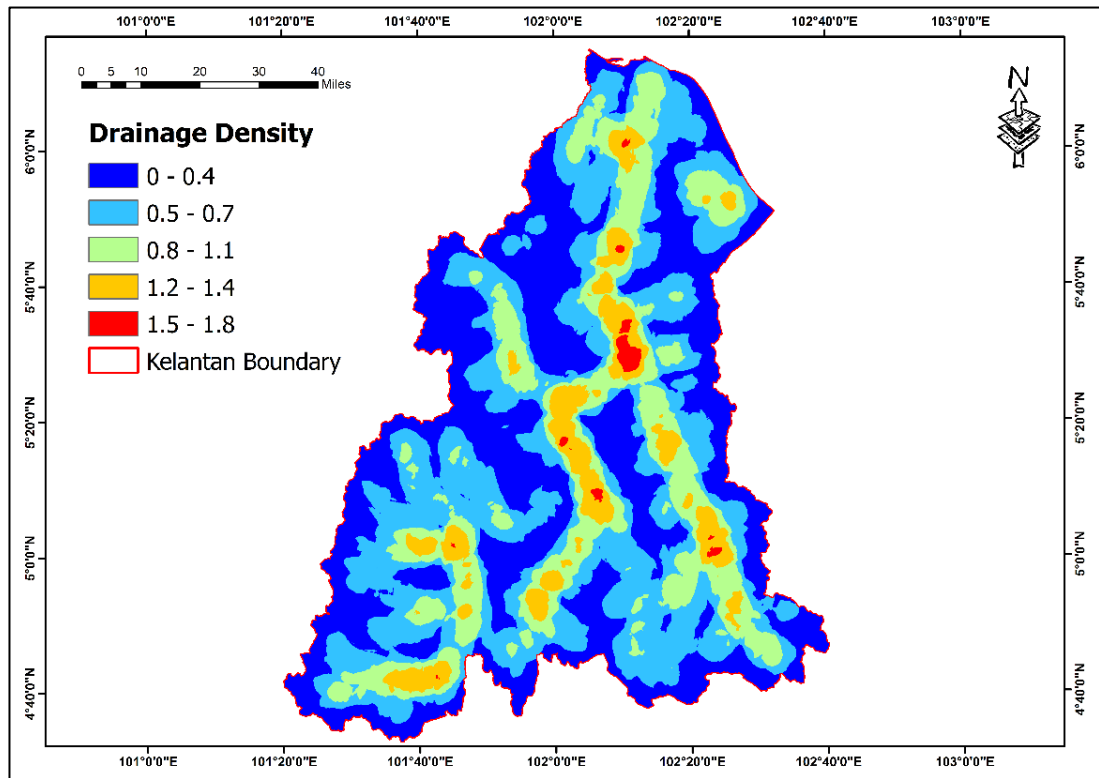 101°0'0"E 101°20'0"E 101°40'0"E 102°0'0"E 102°20'0"E 102°40'0"E 103°0'0"E
0 5 10 20 30 40
Miles
N
Drainage Density
0 - 0.4
0.5 - 0.7
0.8 - 1.1
1.2 - 1.4
1.5 - 1.8
Kelantan Boundary
6°0'0"N
5°40'0"N
5°20'0"N
5°0'0"N
4°40'0"N
6°0'0"N
5°40'0"N
5°20'0"N
5°0'0"N
4°40'0"N
101°0'0"E 101°20'0"E 101°40'0"E 102°0'0"E 102°20'0"E 102°40'0"E 103°0'0"E